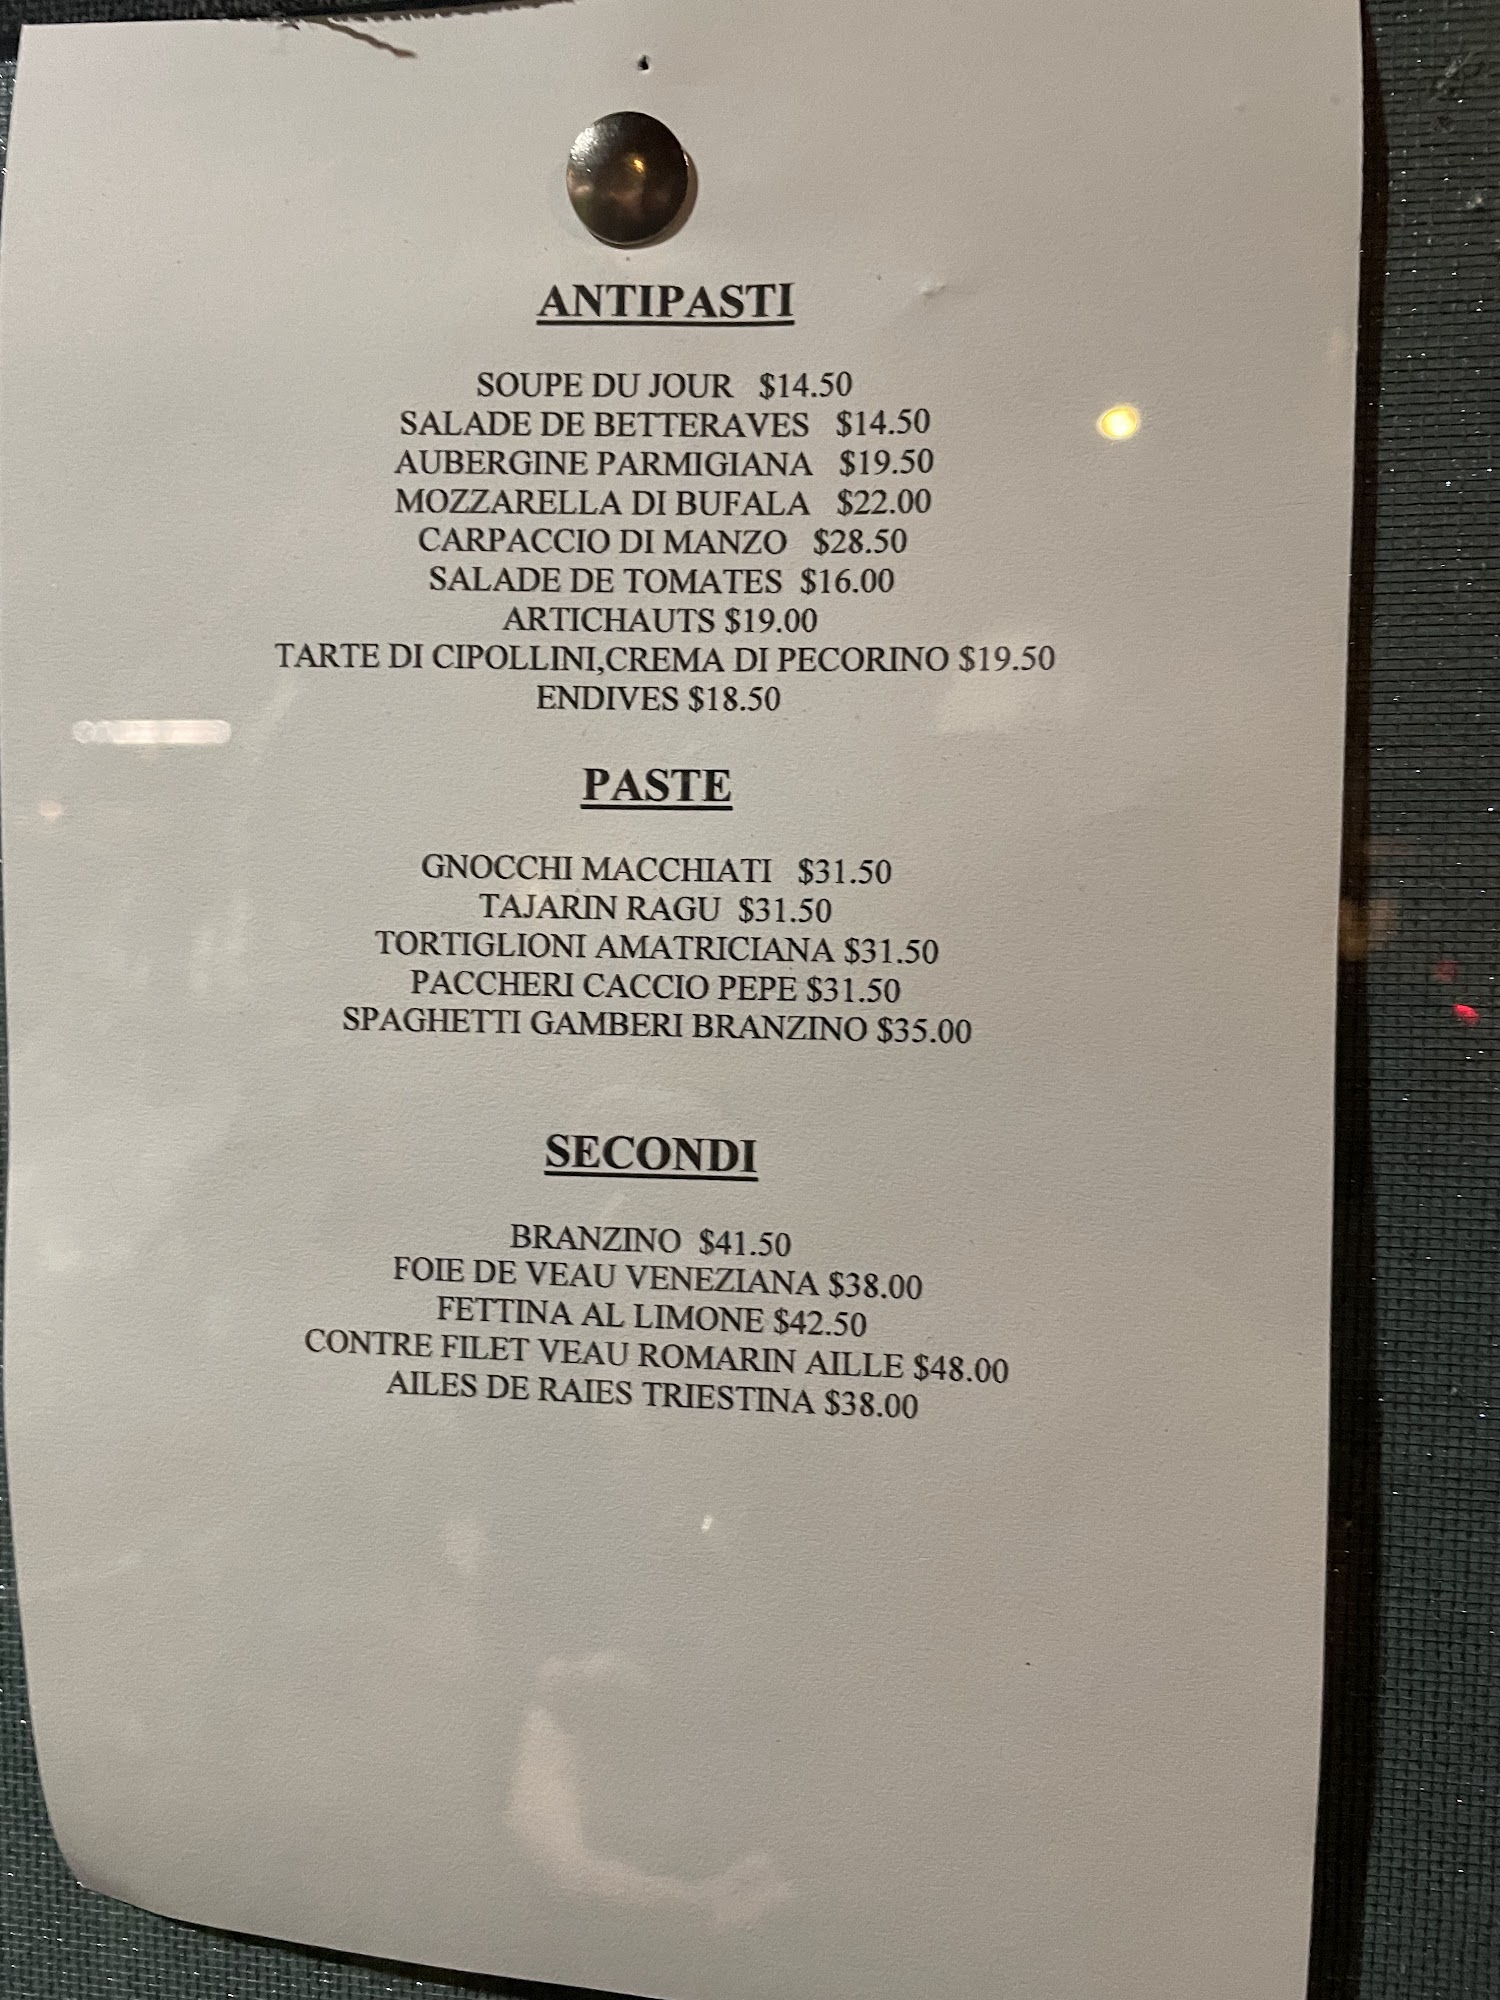 ANTIPASTI
SOUPE DU JOUR $14.50
SALADE DE BETTERAVES $14.50
AUBERGINE PARMIGIANA $19.50
MOZZARELLA DI BUFALA $22.00
CARPACCIO DI MANZO $28.50
SALADE DE TOMATES $16.00
ARTICHAUTS $19.00
TARTE DI CIPOLLINI,CREMA DI PECORINO $19.50
ENDIVES $18.50
PASTE
GNOCCHI MACCHIATI $31.50
TAJARIN RAGU $31.50
TORTIGLIONI AMATRICIANA $31.50
PACCHERI CACCIO PEPE $31.50
SPAGHETTI GAMBERI BRANZINO $35.00
SECONDI
BRANZINO $41.50
FOIE DE VEAU VENEZIANA $38.00
FETTINA AL LIMONE $42.50
CONTRE FILET VEAU ROMARIN AILLE $48.00
AILES DE RAIES TRIESTINA $38.00